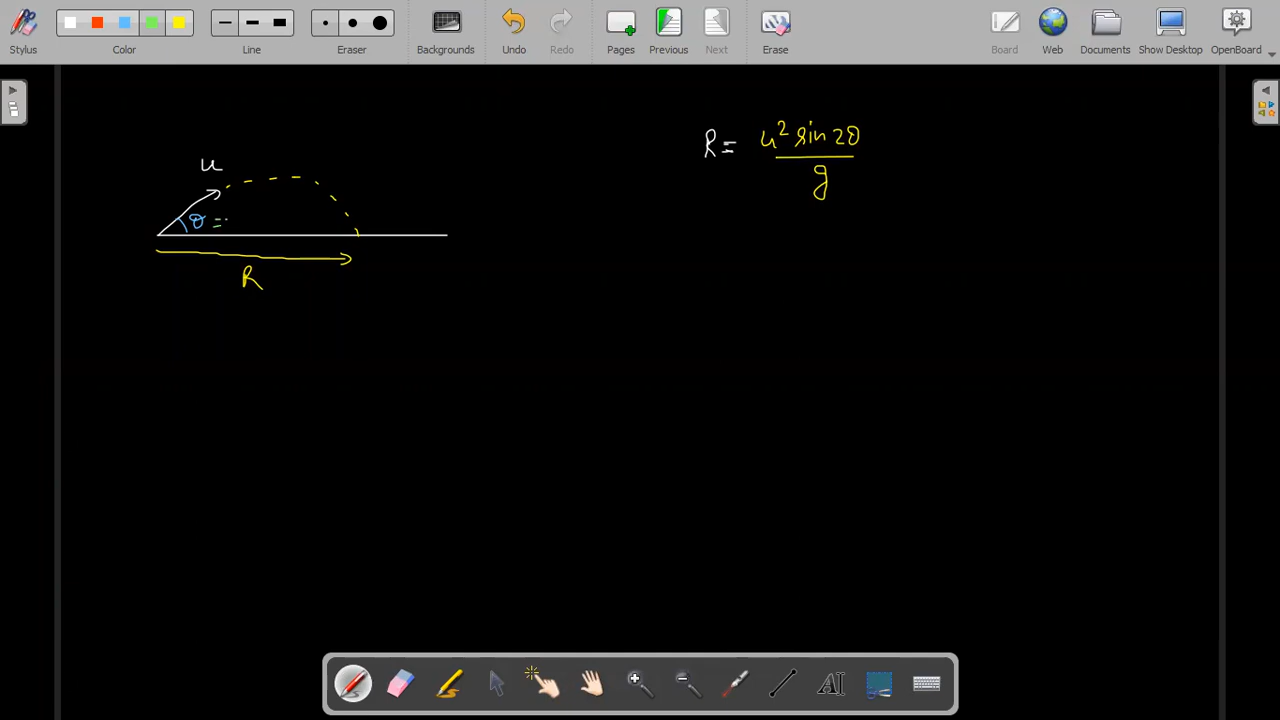 Stylus
Color
Line
Eraser
Backgrounds
Undo
Redo
Pages
Previous
Next
Erase
Board
Web
Documents
Show Desktop
OpenBoard
u
θ =
R
R = u² sin 2θ
g
AI